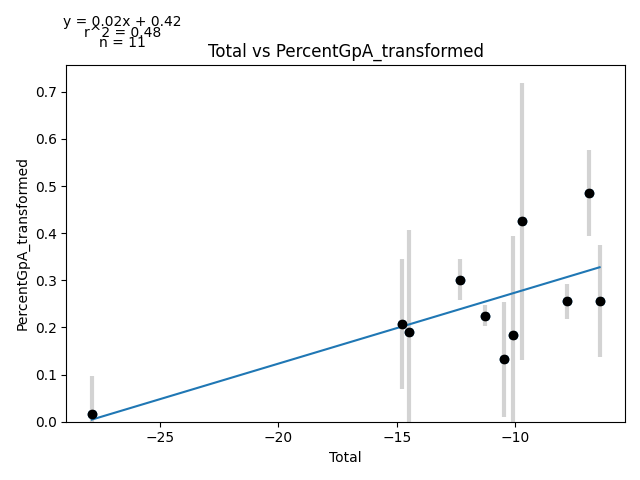 y = 0.02x + 0.42
r^2 = 0.48
n = 11
Total vs PercentGpA_transformed
PercentGpA_transformed
0.7
0.6
0.5
0.4
0.3
0.2
0.1
0.0
−25
−20
−15
−10
Total